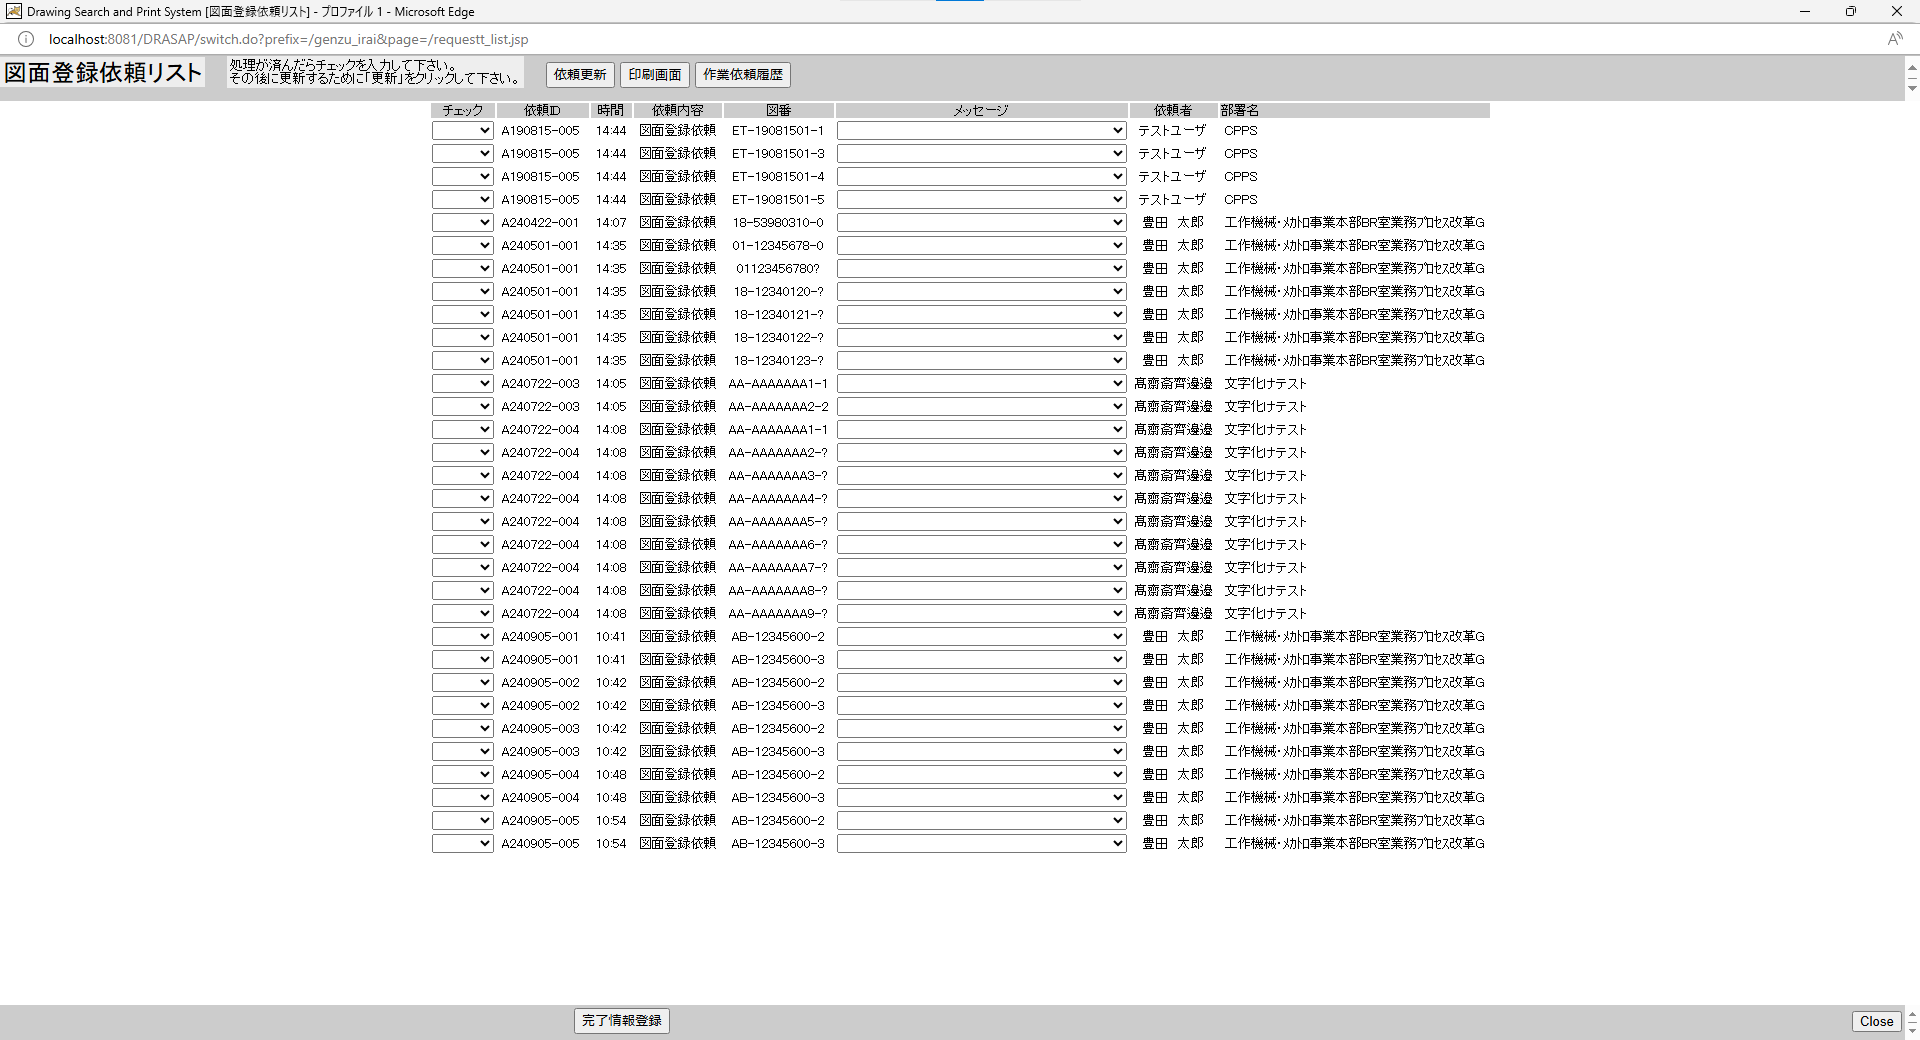 Drawing Search and Print System [図面登録依頼リスト] - プロファイル 1 - Microsoft Edge
localhost:8081/DRASAP/switch.do?prefix=/genzu_irai&page=/requestt_list.jsp
図面登録依頼リスト
処理が済んだらチェックを入力して下さい。
その後に更新するために「更新」をクリックして下さい。
依頼更新 印刷画面 作業依頼履歴
チェック 依頼ID 時間 依頼内容 図番 メッセージ 依頼者 部署名
A190815-005 14:44 図面登録依頼 ET-19081501-1 テストユーザ CPPS
A190815-005 14:44 図面登録依頼 ET-19081501-3 テストユーザ CPPS
A190815-005 14:44 図面登録依頼 ET-19081501-4 テストユーザ CPPS
A190815-005 14:44 図面登録依頼 ET-19081501-5 テストユーザ CPPS
A240422-001 14:07 図面登録依頼 18-53980310-0 豊田 太郎 工作機械・ﾒｶﾄﾛ事業本部BR室業務ﾌﾟﾛｾｽ改革G
A240501-001 14:35 図面登録依頼 01-12345678-0 豊田 太郎 工作機械・ﾒｶﾄﾛ事業本部BR室業務ﾌﾟﾛｾｽ改革G
A240501-001 14:35 図面登録依頼 01123456780? 豊田 太郎 工作機械・ﾒｶﾄﾛ事業本部BR室業務ﾌﾟﾛｾｽ改革G
A240501-001 14:35 図面登録依頼 18-12340120-? 豊田 太郎 工作機械・ﾒｶﾄﾛ事業本部BR室業務ﾌﾟﾛｾｽ改革G
A240501-001 14:35 図面登録依頼 18-12340121-? 豊田 太郎 工作機械・ﾒｶﾄﾛ事業本部BR室業務ﾌﾟﾛｾｽ改革G
A240501-001 14:35 図面登録依頼 18-12340122-? 豊田 太郎 工作機械・ﾒｶﾄﾛ事業本部BR室業務ﾌﾟﾛｾｽ改革G
A240501-001 14:35 図面登録依頼 18-12340123-? 豊田 太郎 工作機械・ﾒｶﾄﾛ事業本部BR室業務ﾌﾟﾛｾｽ改革G
A240722-003 14:05 図面登録依頼 AA-AAAAAAA1-1 髙齋斎齊邉邊 文字化けテスト
A240722-003 14:05 図面登録依頼 AA-AAAAAAA2-2 髙齋斎齊邉邊 文字化けテスト
A240722-004 14:08 図面登録依頼 AA-AAAAAAA1-1 髙齋斎齊邉邊 文字化けテスト
A240722-004 14:08 図面登録依頼 AA-AAAAAAA2-? 髙齋斎齊邉邊 文字化けテスト
A240722-004 14:08 図面登録依頼 AA-AAAAAAA3-? 髙齋斎齊邉邊 文字化けテスト
A240722-004 14:08 図面登録依頼 AA-AAAAAAA4-? 髙齋斎齊邉邊 文字化けテスト
A240722-004 14:08 図面登録依頼 AA-AAAAAAA5-? 髙齋斎齊邉邊 文字化けテスト
A240722-004 14:08 図面登録依頼 AA-AAAAAAA6-? 髙齋斎齊邉邊 文字化けテスト
A240722-004 14:08 図面登録依頼 AA-AAAAAAA7-? 髙齋斎齊邉邊 文字化けテスト
A240722-004 14:08 図面登録依頼 AA-AAAAAAA8-? 髙齋斎齊邉邊 文字化けテスト
A240722-004 14:08 図面登録依頼 AA-AAAAAAA9-? 髙齋斎齊邉邊 文字化けテスト
A240905-001 10:41 図面登録依頼 AB-12345600-2 豊田 太郎 工作機械・ﾒｶﾄﾛ事業本部BR室業務ﾌﾟﾛｾｽ改革G
A240905-001 10:41 図面登録依頼 AB-12345600-3 豊田 太郎 工作機械・ﾒｶﾄﾛ事業本部BR室業務ﾌﾟﾛｾｽ改革G
A240905-002 10:42 図面登録依頼 AB-12345600-2 豊田 太郎 工作機械・ﾒｶﾄﾛ事業本部BR室業務ﾌﾟﾛｾｽ改革G
A240905-002 10:42 図面登録依頼 AB-12345600-3 豊田 太郎 工作機械・ﾒｶﾄﾛ事業本部BR室業務ﾌﾟﾛｾｽ改革G
A240905-003 10:42 図面登録依頼 AB-12345600-2 豊田 太郎 工作機械・ﾒｶﾄﾛ事業本部BR室業務ﾌﾟﾛｾｽ改革G
A240905-003 10:42 図面登録依頼 AB-12345600-3 豊田 太郎 工作機械・ﾒｶﾄﾛ事業本部BR室業務ﾌﾟﾛｾｽ改革G
A240905-004 10:48 図面登録依頼 AB-12345600-2 豊田 太郎 工作機械・ﾒｶﾄﾛ事業本部BR室業務ﾌﾟﾛｾｽ改革G
A240905-004 10:48 図面登録依頼 AB-12345600-3 豊田 太郎 工作機械・ﾒｶﾄﾛ事業本部BR室業務ﾌﾟﾛｾｽ改革G
A240905-005 10:54 図面登録依頼 AB-12345600-2 豊田 太郎 工作機械・ﾒｶﾄﾛ事業本部BR室業務ﾌﾟﾛｾｽ改革G
A240905-005 10:54 図面登録依頼 AB-12345600-3 豊田 太郎 工作機械・ﾒｶﾄﾛ事業本部BR室業務ﾌﾟﾛｾｽ改革G
完了情報登録 Close